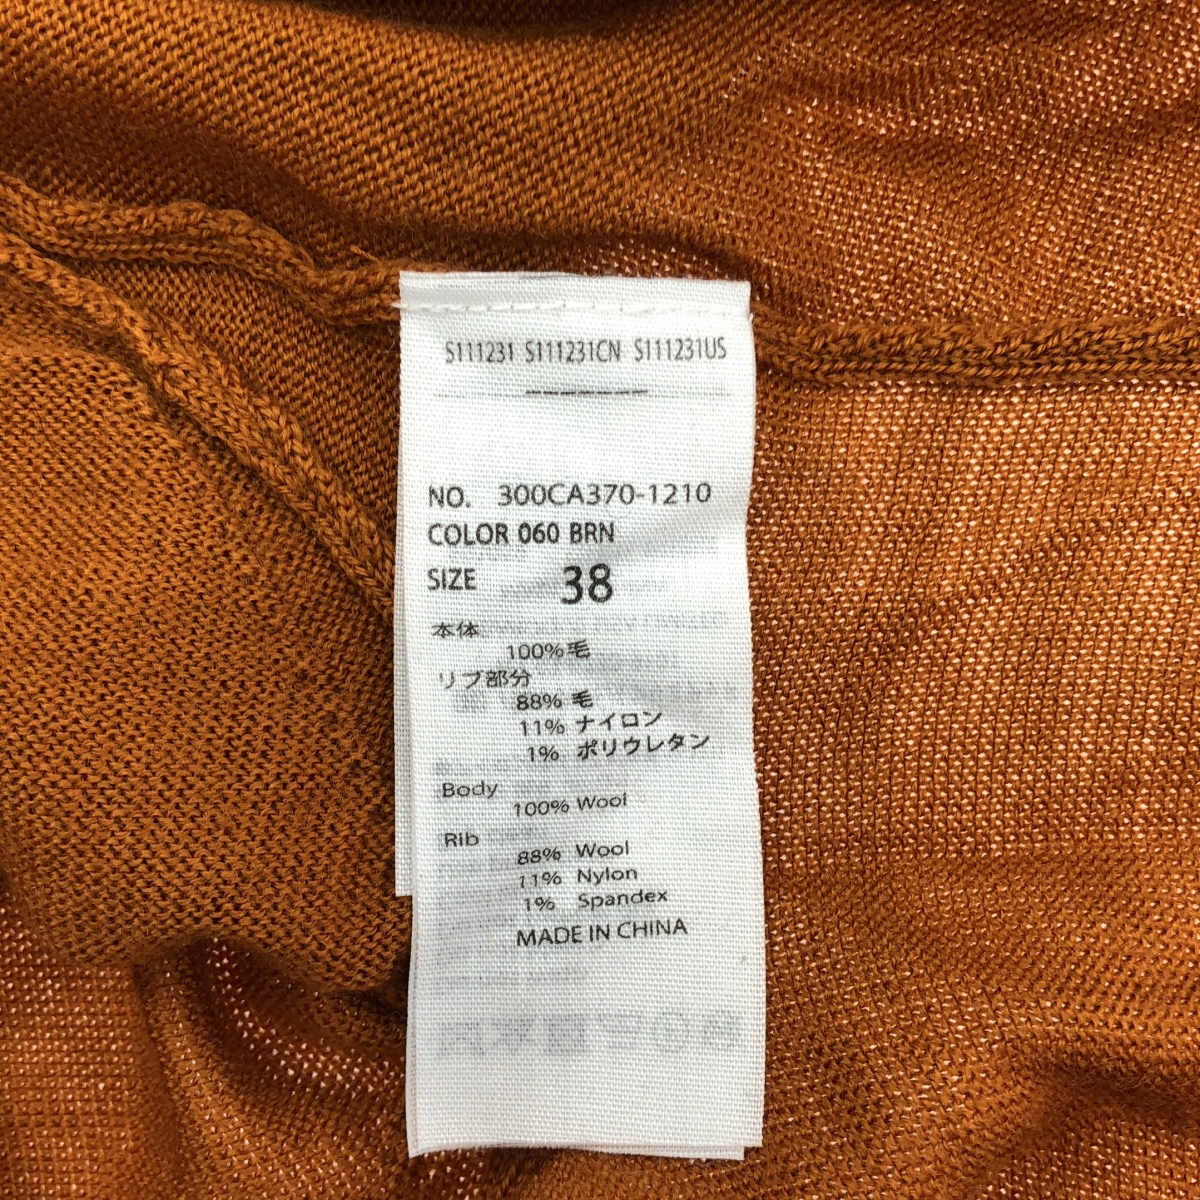 S111231 S111231CN S111231US
NO. 300CA370-1210
COLOR 060 BRN
SIZE 38
本体
100% 毛
リブ部分
88% 毛
11% ナイロン
1% ポリウレタン
Body
100% Wool
Rib
88% Wool
11% Nylon
1% Spandex
MADE IN CHINA